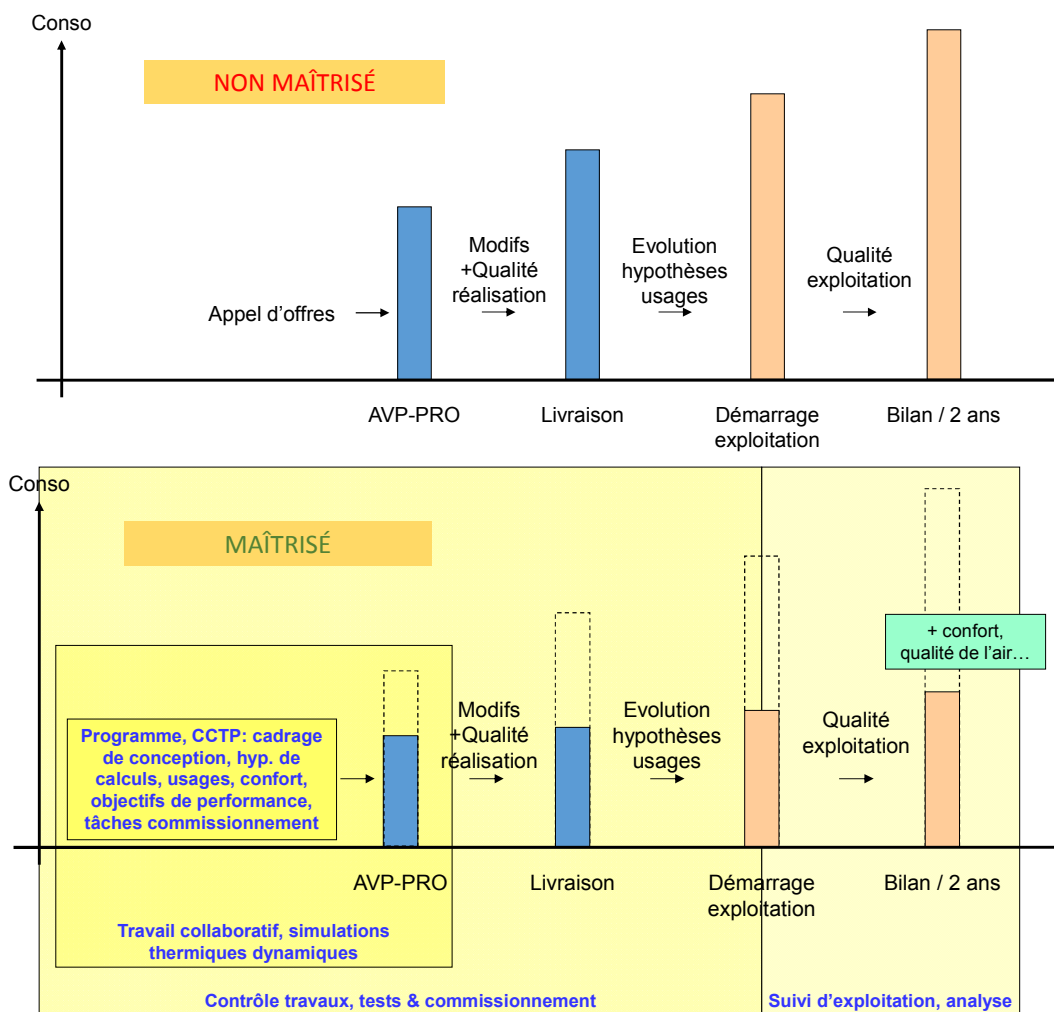 Conso
NON MAÎTRISÉ
Modifs
+Qualité
réalisation
Evolution
hypothèses
usages
Qualité
exploitation
Appel d’offres
AVP-PRO
Livraison
Démarrage
exploitation
Bilan / 2 ans
Conso
MAÎTRISÉ
+ confort,
qualité de l’air…
Programme, CCTP: cadrage
de conception, hyp. de
calculs, usages, confort,
objectifs de performance,
tâches commissionnement
Modifs
+Qualité
réalisation
Evolution
hypothèses
usages
Qualité
exploitation
AVP-PRO
Livraison
Démarrage
exploitation
Bilan / 2 ans
Travail collaboratif, simulations
thermiques dynamiques
Contrôle travaux, tests & commissionnement
Suivi d’exploitation, analyse